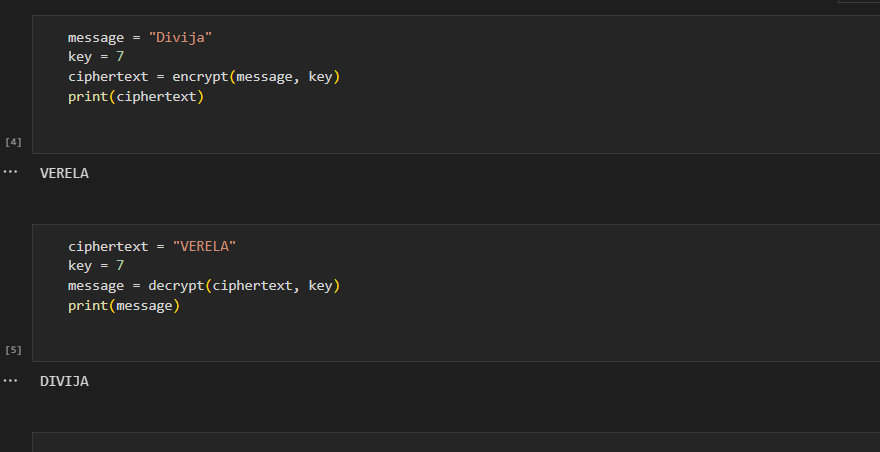 message = "Divija"
key = 7
ciphertext = encrypt(message, key)
print(ciphertext)
[4]
... VERELA
ciphertext = "VERELA"
key = 7
message = decrypt(ciphertext, key)
print(message)
[5]
... DIVIJA